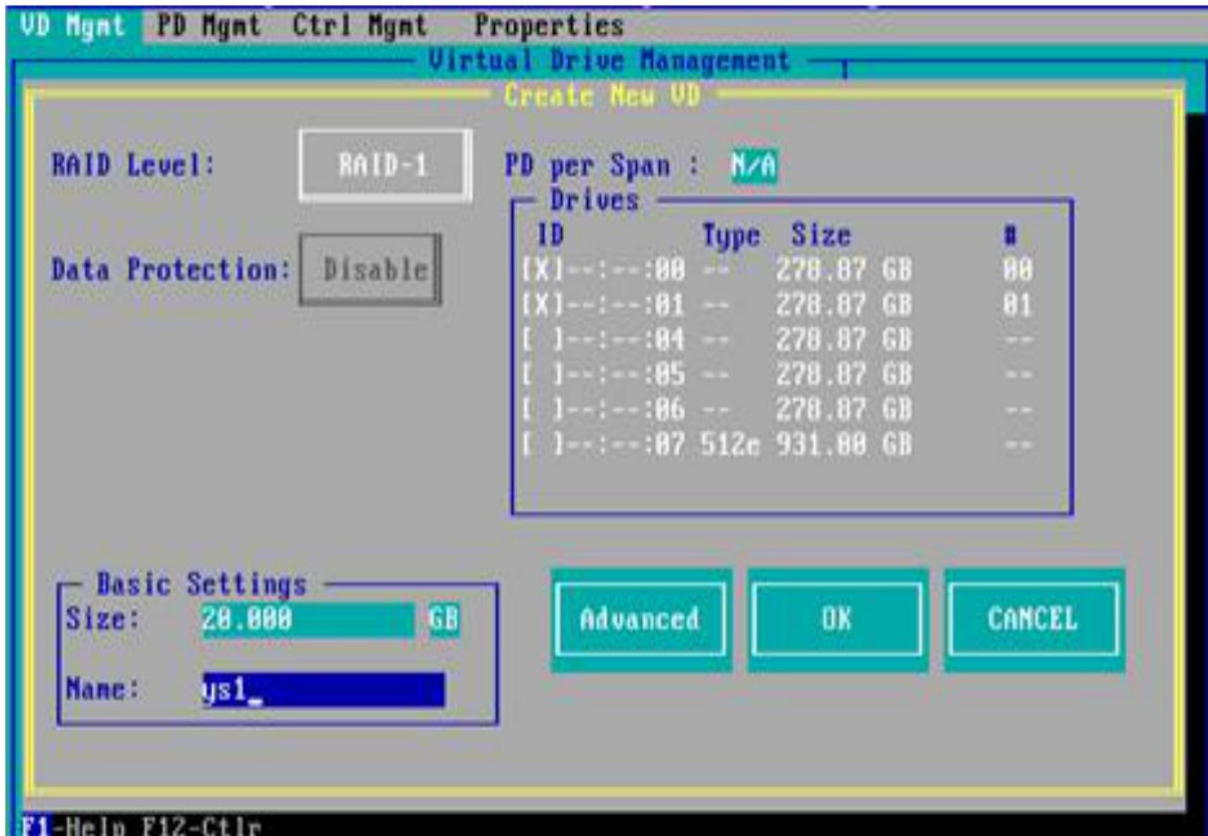 VD Mgmt PD Mgmt Ctrl Mgmt Properties
Virtual Drive Management
Create New VD
RAID Level: RAID-1 PD per Span : N/A
Drives
ID Type Size #
Data Protection: Disable
[X]--:--:00 -- 278.87 GB 00
[X]--:--:01 -- 278.87 GB 01
[ ]--:--:04 -- 278.87 GB --
[ ]--:--:05 -- 278.87 GB --
[ ]--:--:06 -- 278.87 GB --
[ ]--:--:07 512e 931.00 GB --
Basic Settings
Size: 20.000 GB
Name: ys1_
Advanced OK CANCEL
F1-Help F12-Ctlr